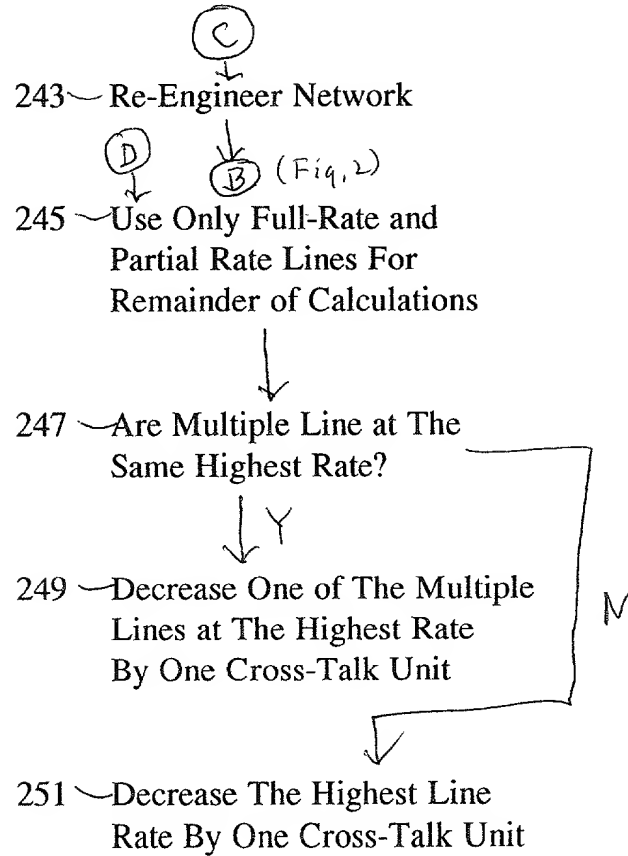 C
243 Re-Engineer Network
D
B (Fig. 2)
245 Use Only Full-Rate and
Partial Rate Lines For
Remainder of Calculations
247 Are Multiple Line at The
Same Highest Rate?
Y
249 Decrease One of The Multiple
Lines at The Highest Rate
By One Cross-Talk Unit
N
251 Decrease The Highest Line
Rate By One Cross-Talk Unit